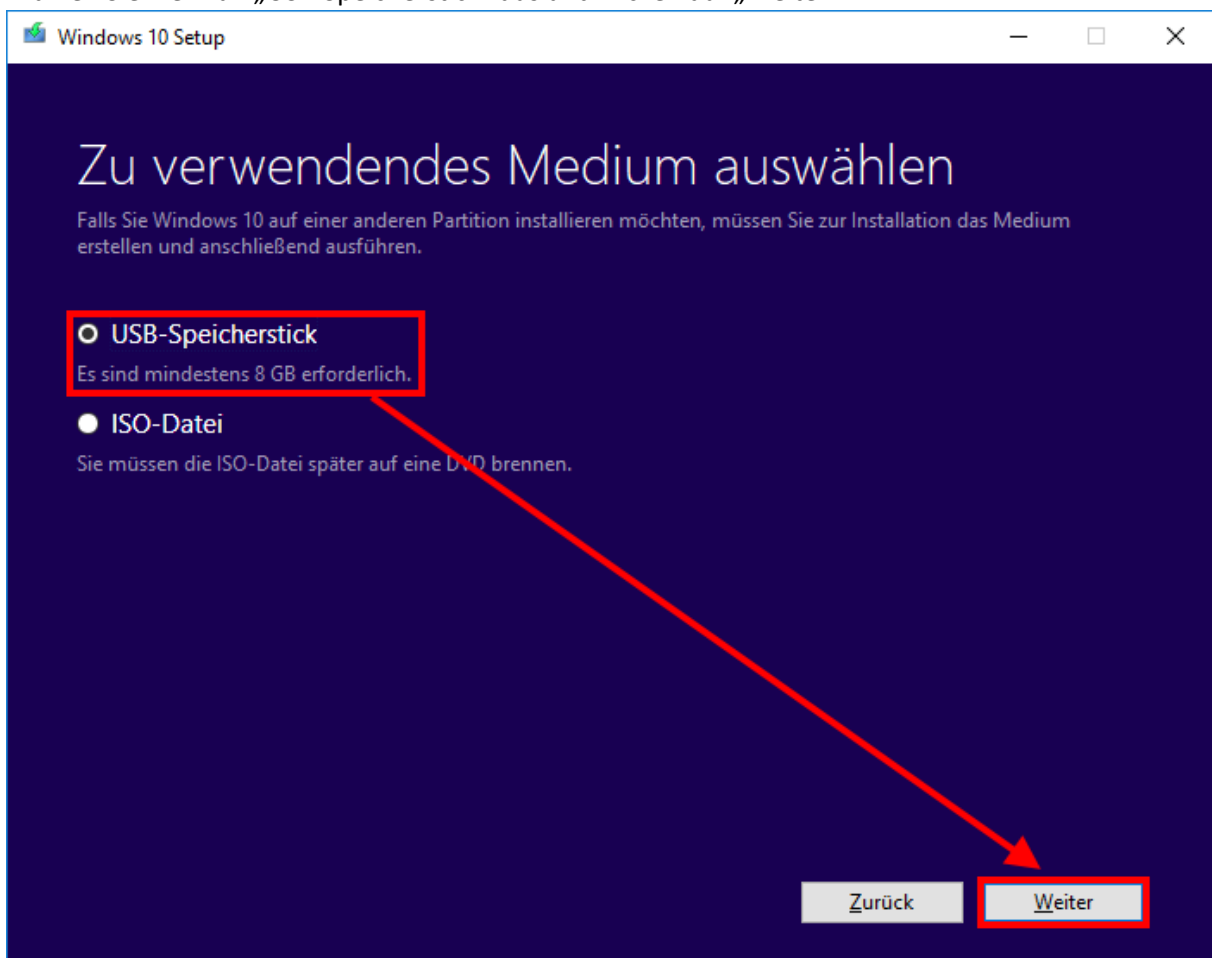 Windows 10 Setup
Zu verwendendes Medium auswählen
Falls Sie Windows 10 auf einer anderen Partition installieren möchten, müssen Sie zur Installation das Medium
erstellen und anschließend ausführen.
USB-Speicherstick
Es sind mindestens 8 GB erforderlich.
ISO-Datei
Sie müssen die ISO-Datei später auf eine DVD brennen.
Zurück
Weiter